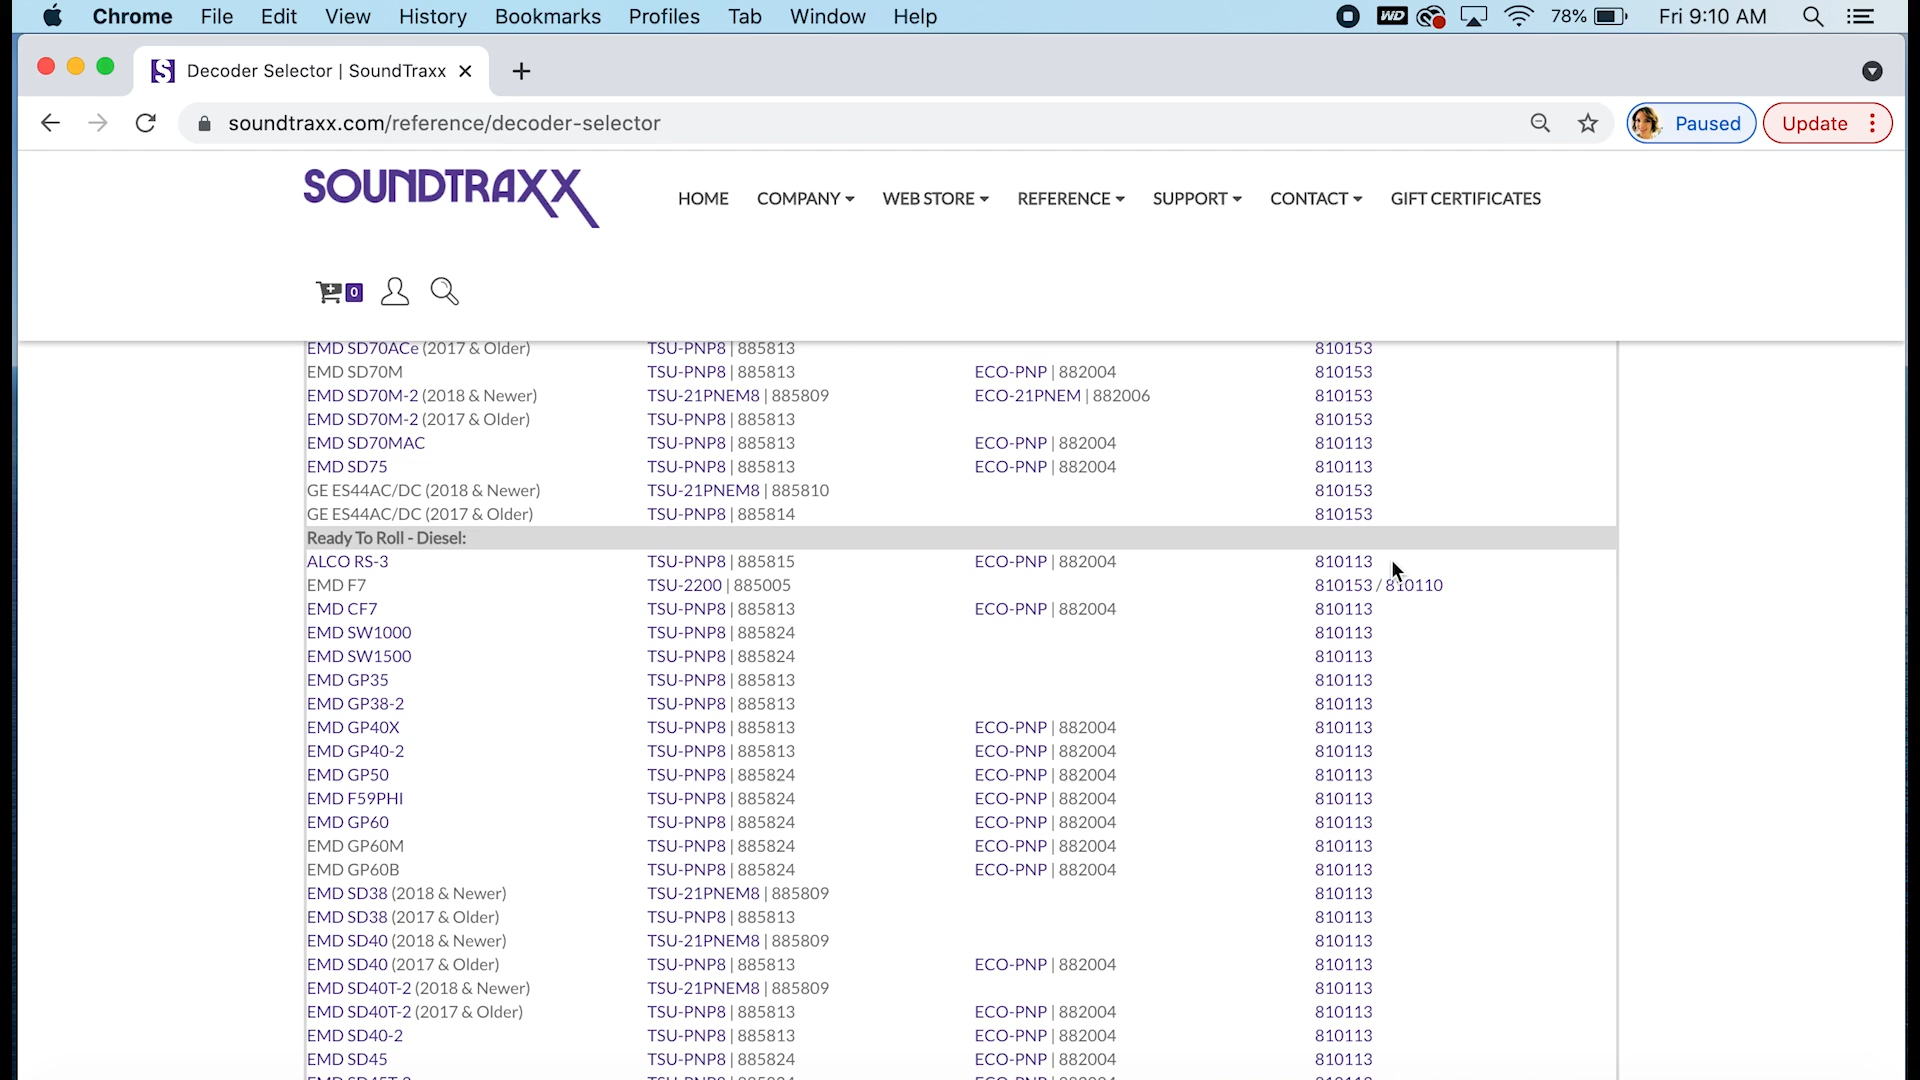 Chrome File Edit View History Bookmarks Profiles Tab Window Help WD 78% Fri 9:10 AM
Decoder Selector | SoundTraxx
soundtraxx.com/reference/decoder-selector Paused Update
SOUNDTRAXX HOME COMPANY WEB STORE REFERENCE SUPPORT CONTACT GIFT CERTIFICATES
0
EMD SD70ACe (2017 & Older) TSU-PNP8 | 885813 810153
EMD SD70M TSU-PNP8 | 885813 ECO-PNP | 882004 810153
EMD SD70M-2 (2018 & Newer) TSU-21PNEM8 | 885809 ECO-21PNEM | 882006 810153
EMD SD70M-2 (2017 & Older) TSU-PNP8 | 885813 810153
EMD SD70MAC TSU-PNP8 | 885813 ECO-PNP | 882004 810113
EMD SD75 TSU-PNP8 | 885813 ECO-PNP | 882004 810113
GE ES44AC/DC (2018 & Newer) TSU-21PNEM8 | 885810 810153
GE ES44AC/DC (2017 & Older) TSU-PNP8 | 885814 810153
Ready To Roll - Diesel:
ALCO RS-3 TSU-PNP8 | 885815 ECO-PNP | 882004 810113
EMD F7 TSU-2200 | 885005 810153 / 810110
EMD CF7 TSU-PNP8 | 885813 ECO-PNP | 882004 810113
EMD SW1000 TSU-PNP8 | 885824 810113
EMD SW1500 TSU-PNP8 | 885824 810113
EMD GP35 TSU-PNP8 | 885813 810113
EMD GP38-2 TSU-PNP8 | 885813 810113
EMD GP40X TSU-PNP8 | 885813 ECO-PNP | 882004 810113
EMD GP40-2 TSU-PNP8 | 885813 ECO-PNP | 882004 810113
EMD GP50 TSU-PNP8 | 885824 ECO-PNP | 882004 810113
EMD F59PHI TSU-PNP8 | 885824 ECO-PNP | 882004 810113
EMD GP60 TSU-PNP8 | 885824 ECO-PNP | 882004 810113
EMD GP60M TSU-PNP8 | 885824 ECO-PNP | 882004 810113
EMD GP60B TSU-PNP8 | 885824 ECO-PNP | 882004 810113
EMD SD38 (2018 & Newer) TSU-21PNEM8 | 885809 810113
EMD SD38 (2017 & Older) TSU-PNP8 | 885813 810113
EMD SD40 (2018 & Newer) TSU-21PNEM8 | 885809 810113
EMD SD40 (2017 & Older) TSU-PNP8 | 885813 ECO-PNP | 882004 810113
EMD SD40T-2 (2018 & Newer) TSU-21PNEM8 | 885809 810113
EMD SD40T-2 (2017 & Older) TSU-PNP8 | 885813 ECO-PNP | 882004 810113
EMD SD40-2 TSU-PNP8 | 885813 ECO-PNP | 882004 810113
EMD SD45 TSU-PNP8 | 885824 ECO-PNP | 882004 810113